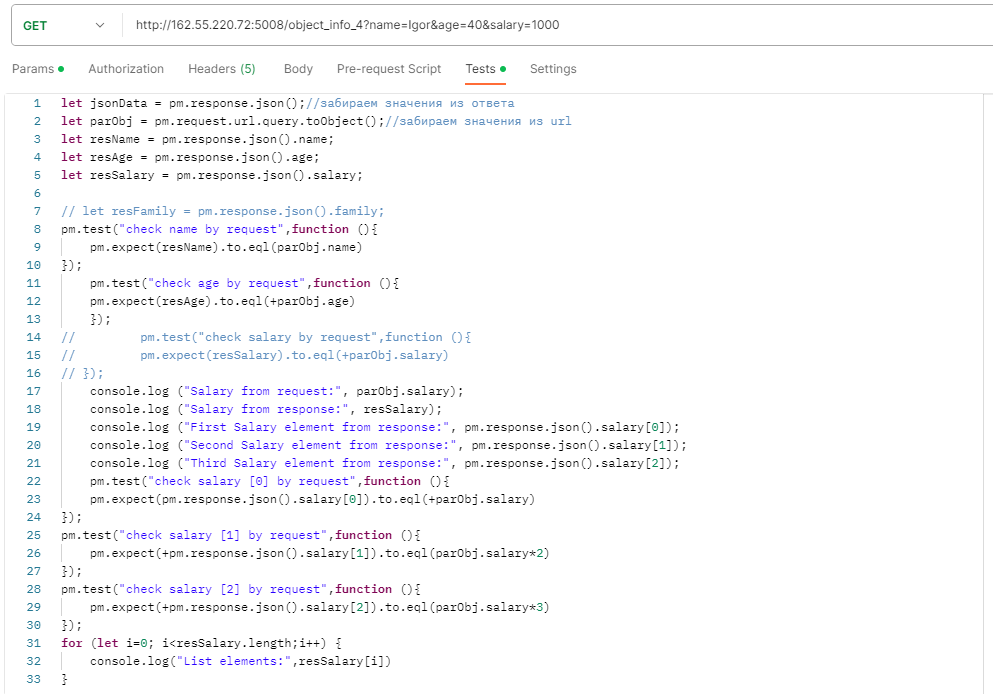 GET http://162.55.220.72:5008/object_info_4?name=Igor&age=40&salary=1000
Params Authorization Headers (5) Body Pre-request Script Tests Settings
1 let jsonData = pm.response.json();//забираем значения из ответа
2 let parObj = pm.request.url.query.toObject();//забираем значения из url
3 let resName = pm.response.json().name;
4 let resAge = pm.response.json().age;
5 let resSalary = pm.response.json().salary;
6
7 // let resFamily = pm.response.json().family;
8 pm.test("check name by request",function (){
9     pm.expect(resName).to.eql(parObj.name)
10 });
11     pm.test("check age by request",function (){
12     pm.expect(resAge).to.eql(+parObj.age)
13     });
14 //         pm.test("check salary by request",function (){
15 //         pm.expect(resSalary).to.eql(+parObj.salary)
16 // });
17     console.log ("Salary from request:", parObj.salary);
18     console.log ("Salary from response:", resSalary);
19     console.log ("First Salary element from response:", pm.response.json().salary[0]);
20     console.log ("Second Salary element from response:", pm.response.json().salary[1]);
21     console.log ("Third Salary element from response:", pm.response.json().salary[2]);
22     pm.test("check salary [0] by request",function (){
23     pm.expect(pm.response.json().salary[0]).to.eql(+parObj.salary)
24 });
25 pm.test("check salary [1] by request",function (){
26     pm.expect(+pm.response.json().salary[1]).to.eql(parObj.salary*2)
27 });
28 pm.test("check salary [2] by request",function (){
29     pm.expect(+pm.response.json().salary[2]).to.eql(parObj.salary*3)
30 });
31 for (let i=0; i<resSalary.length;i++) {
32     console.log("List elements:",resSalary[i])
33 }